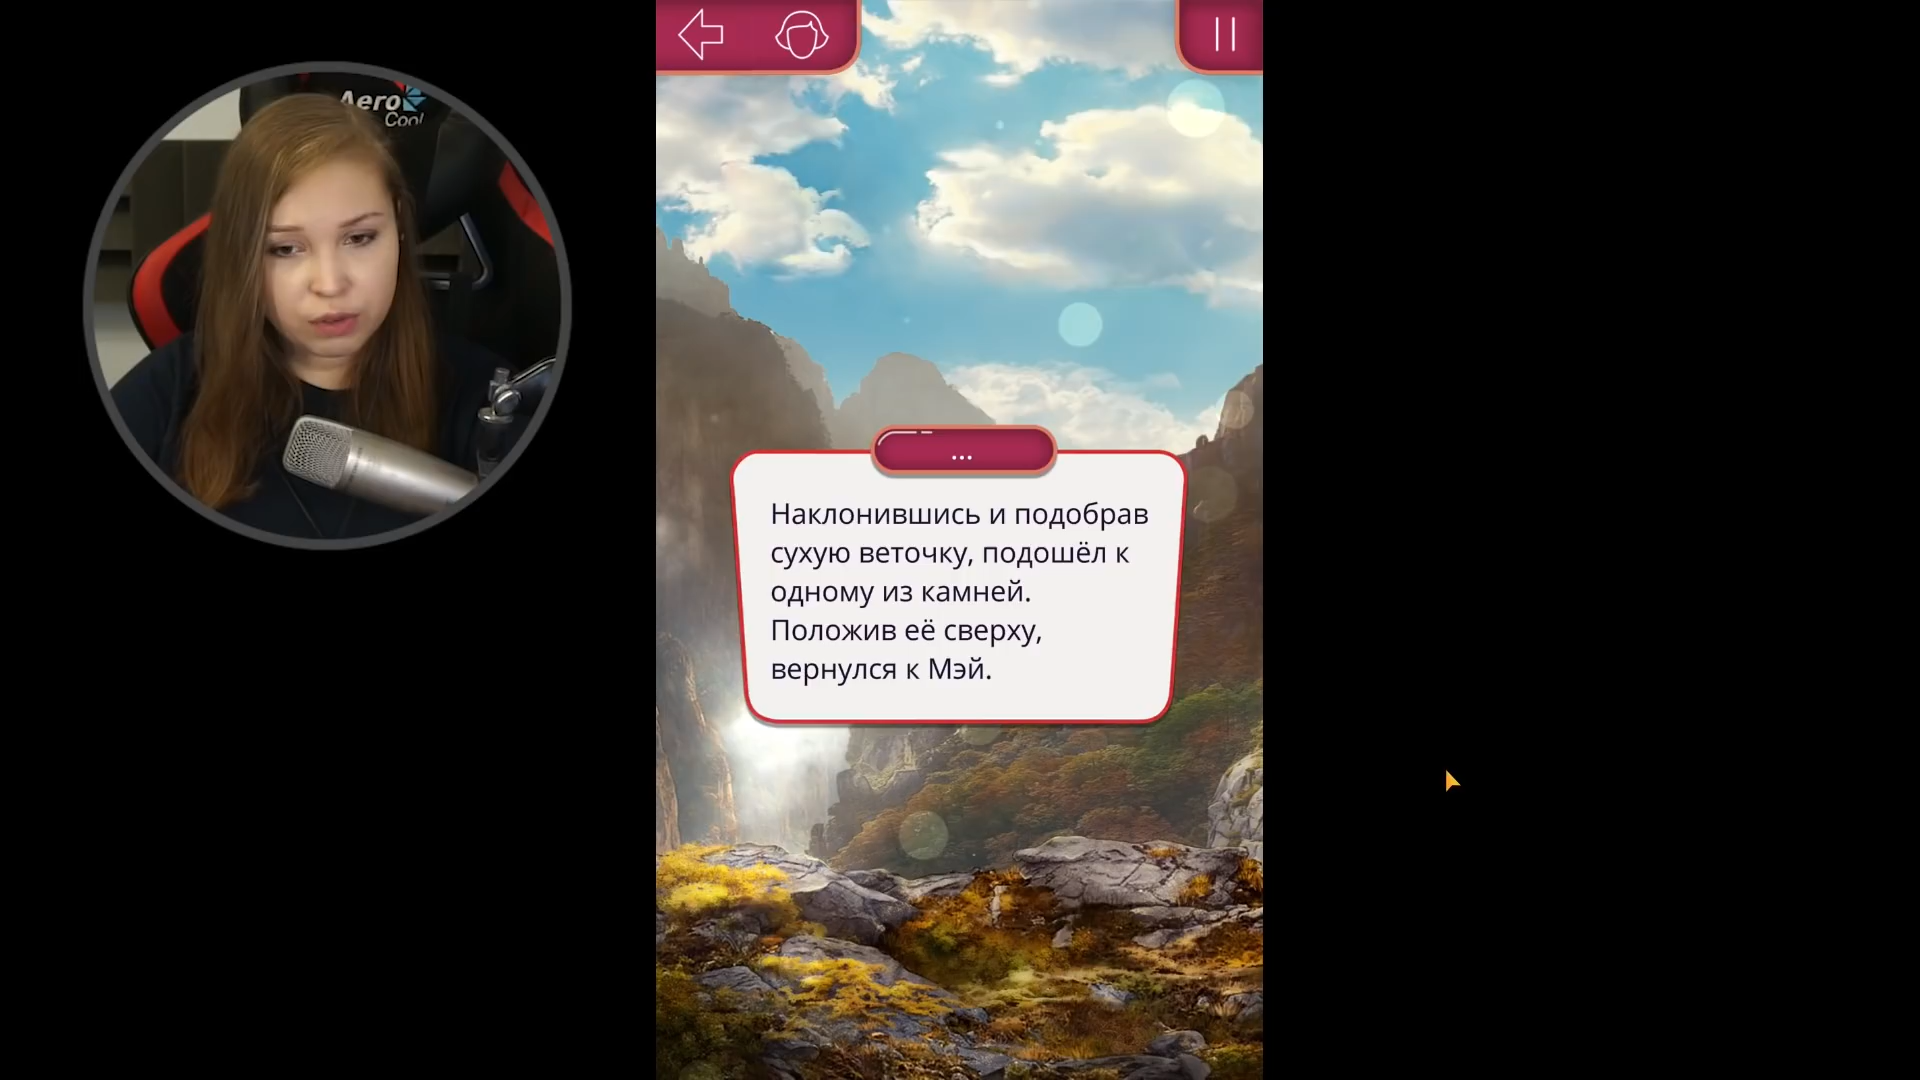 Aero
Cool
...
Наклонившись и подобрав
сухую веточку, подошёл к
одному из камней.
Положив её сверху,
вернулся к Мэй.